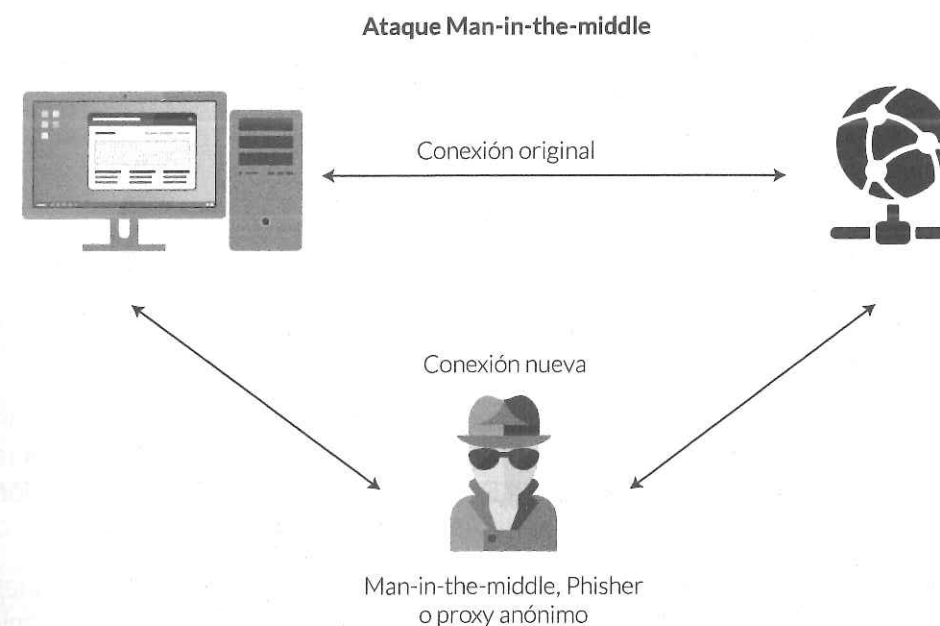 Ataque Man-in-the-middle
Conexión original
Conexión nueva
Man-in-the-middle, Phisher
o proxy anónimo